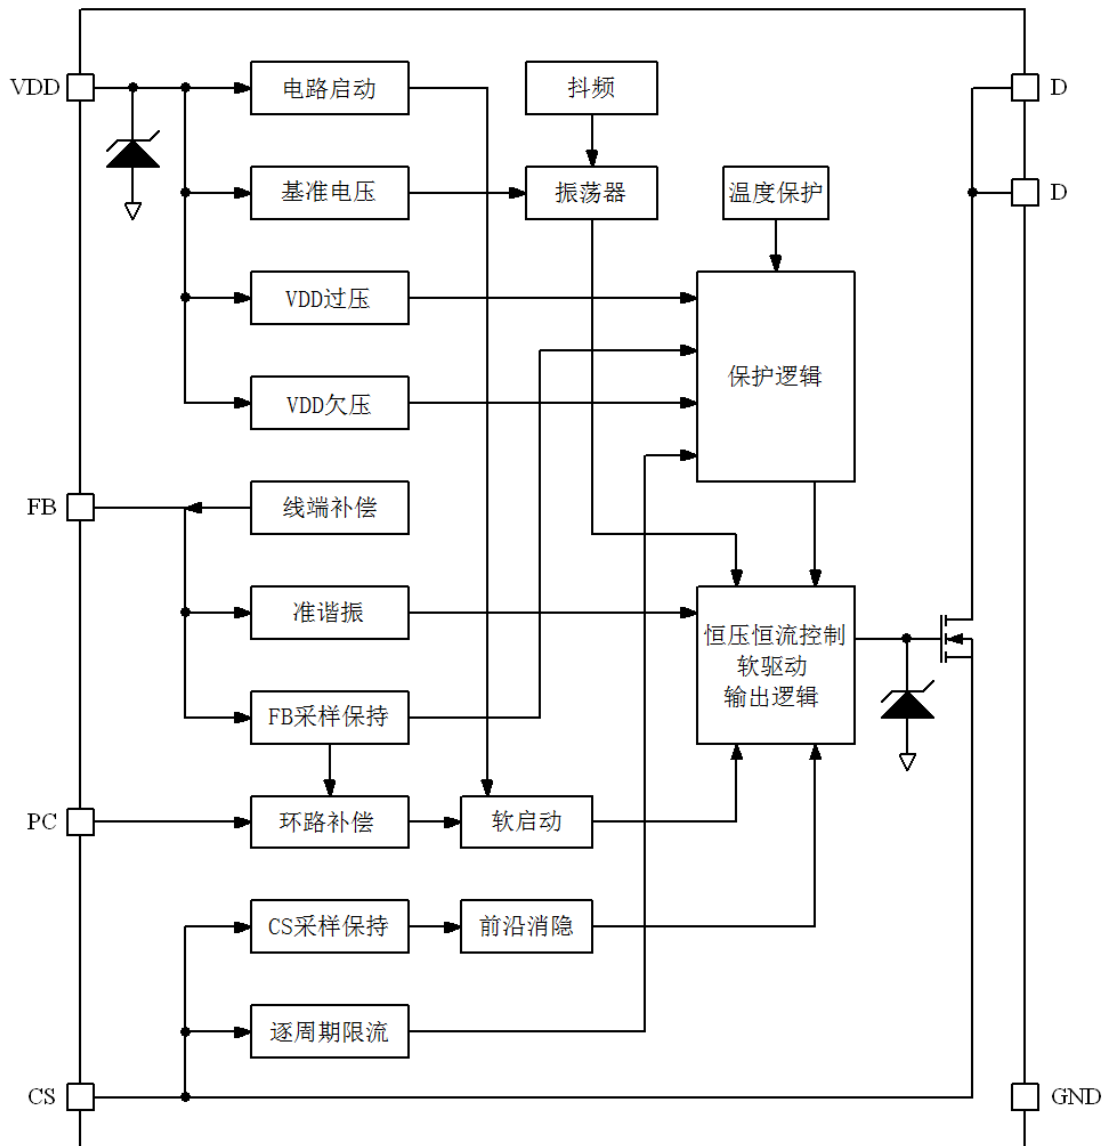 VDD
电路启动
抖频
D
基准电压
振荡器
温度保护
D
VDD过压
保护逻辑
VDD欠压
FB
线端补偿
准谐振
恒压恒流控制
软驱动
输出逻辑
FB采样保持
PC
环路补偿
软启动
CS采样保持
前沿消隐
逐周期限流
CS
GND